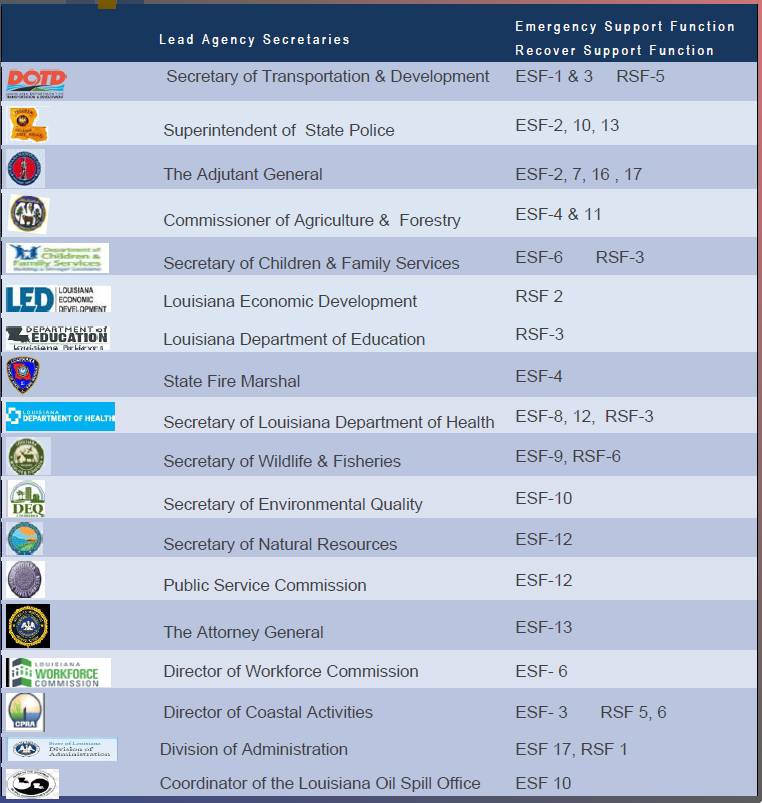 Lead Agency Secretaries
Emergency Support Function
Recover Support Function
DOTD
Secretary of Transportation & Development ESF-1 & 3 RSF-5
Superintendent of State Police ESF-2, 10, 13
The Adjutant General ESF-2, 7, 16 , 17
Commissioner of Agriculture & Forestry ESF-4 & 11
Department of
Children &
Family Services
Secretary of Children & Family Services ESF-6 RSF-3
LED LOUISIANA
ECONOMIC
DEVELOPMENT
Louisiana Economic Development RSF 2
DEPARTMENT of
EDUCATION
Louisiana Believes
Louisiana Department of Education RSF-3
State Fire Marshal ESF-4
LOUISIANA
DEPARTMENT OF HEALTH
Secretary of Louisiana Department of Health ESF-8, 12, RSF-3
Secretary of Wildlife & Fisheries ESF-9, RSF-6
DEQ
LOUISIANA
Secretary of Environmental Quality ESF-10
Secretary of Natural Resources ESF-12
Public Service Commission ESF-12
The Attorney General ESF-13
LOUISIANA
WORKFORCE
COMMISSION
Director of Workforce Commission ESF- 6
CPRA
Director of Coastal Activities ESF- 3 RSF 5, 6
State of Louisiana
Division of
Administration
Division of Administration ESF 17, RSF 1
Coordinator of the Louisiana Oil Spill Office ESF 10